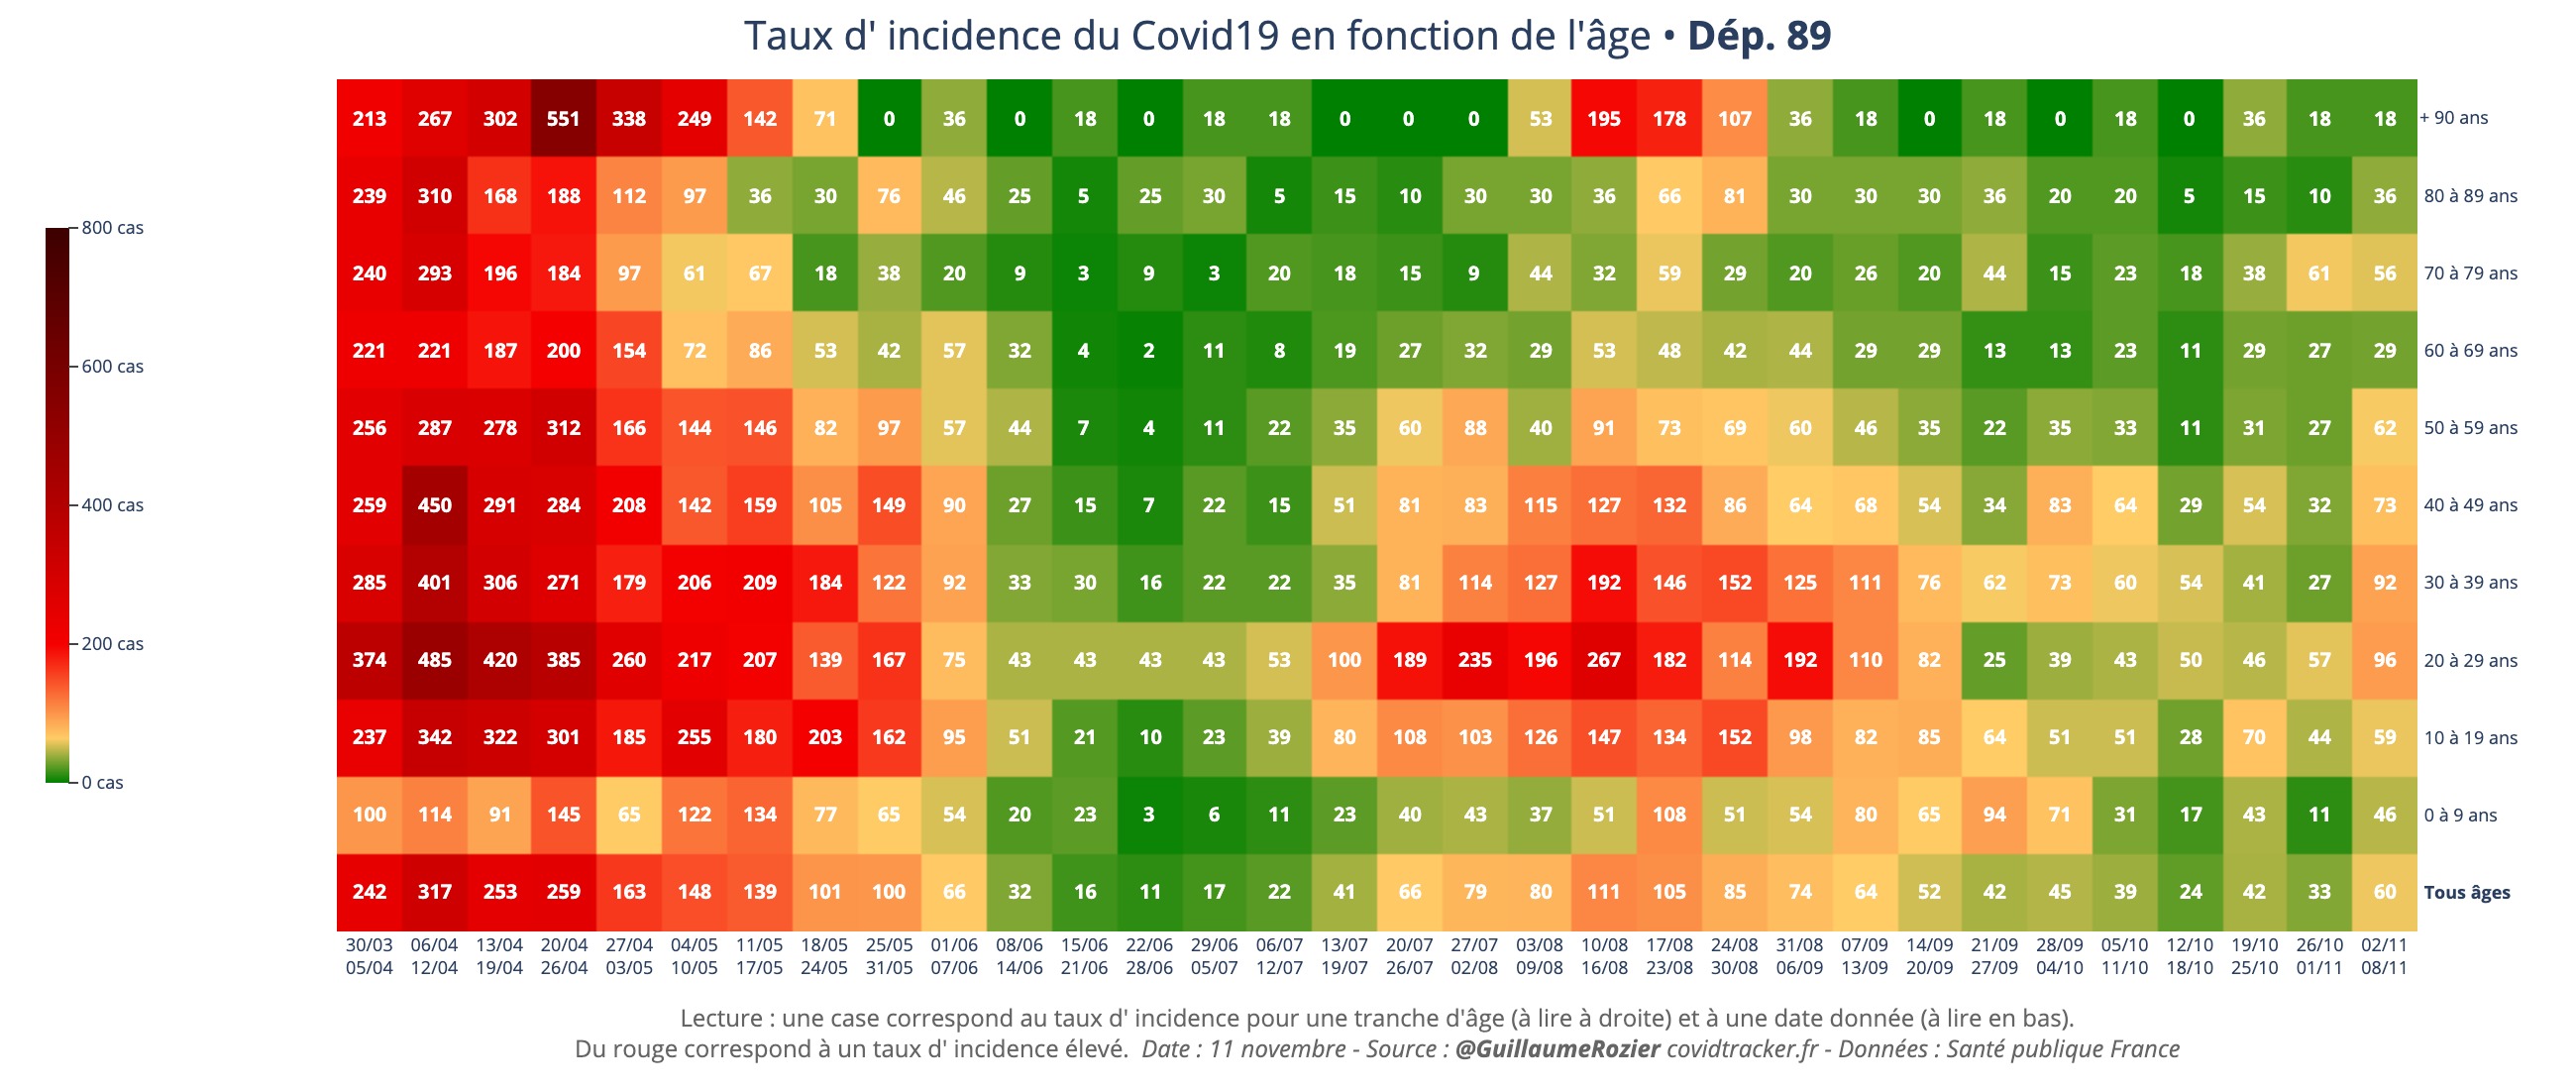 Taux d' incidence du Covid19 en fonction de l'âge • Dép. 89
800 cas
600 cas
400 cas
200 cas
0 cas
213 267 302 551 338 249 142 71 0 36 0 18 0 18 18 0 0 0 53 195 178 107 36 18 0 18 0 18 0 36 18 18 + 90 ans
239 310 168 188 112 97 36 30 76 46 25 5 25 30 5 15 10 30 30 36 66 81 30 30 30 36 20 20 5 15 10 36 80 à 89 ans
240 293 196 184 97 61 67 18 38 20 9 3 9 3 20 18 15 9 44 32 59 29 20 26 20 44 15 23 18 38 61 56 70 à 79 ans
221 221 187 200 154 72 86 53 42 57 32 4 2 11 8 19 27 32 29 53 48 42 44 29 29 13 13 23 11 29 27 29 60 à 69 ans
256 287 278 312 166 144 146 82 97 57 44 7 4 11 22 35 60 88 40 91 73 69 60 46 35 22 35 33 11 31 27 62 50 à 59 ans
259 450 291 284 208 142 159 105 149 90 27 15 7 22 15 51 81 83 115 127 132 86 64 68 54 34 83 64 29 54 32 73 40 à 49 ans
285 401 306 271 179 206 209 184 122 92 33 30 16 22 22 35 81 114 127 192 146 152 125 111 76 62 73 60 54 41 27 92 30 à 39 ans
374 485 420 385 260 217 207 139 167 75 43 43 43 43 53 100 189 235 196 267 182 114 192 110 82 25 39 43 50 46 57 96 20 à 29 ans
237 342 322 301 185 255 180 203 162 95 51 21 10 23 39 80 108 103 126 147 134 152 98 82 85 64 51 51 28 70 44 59 10 à 19 ans
100 114 91 145 65 122 134 77 65 54 20 23 3 6 11 23 40 43 37 51 108 51 54 80 65 94 71 31 17 43 11 46 0 à 9 ans
242 317 253 259 163 148 139 101 100 66 32 16 11 17 22 41 66 79 80 111 105 85 74 64 52 42 45 39 24 42 33 60 Tous âges
30/03 06/04 13/04 20/04 27/04 04/05 11/05 18/05 25/05 01/06 08/06 15/06 22/06 29/06 06/07 13/07 20/07 27/07 03/08 10/08 17/08 24/08 31/08 07/09 14/09 21/09 28/09 05/10 12/10 19/10 26/10 02/11
05/04 12/04 19/04 26/04 03/05 10/05 17/05 24/05 31/05 07/06 14/06 21/06 28/06 05/07 12/07 19/07 26/07 02/08 09/08 16/08 23/08 30/08 06/09 13/09 20/09 27/09 04/10 11/10 18/10 25/10 01/11 08/11
Lecture : une case correspond au taux d' incidence pour une tranche d'âge (à lire à droite) et à une date donnée (à lire en bas).
Du rouge correspond à un taux d' incidence élevé. Date : 11 novembre - Source : @GuillaumeRozier covidtracker.fr - Données : Santé publique France